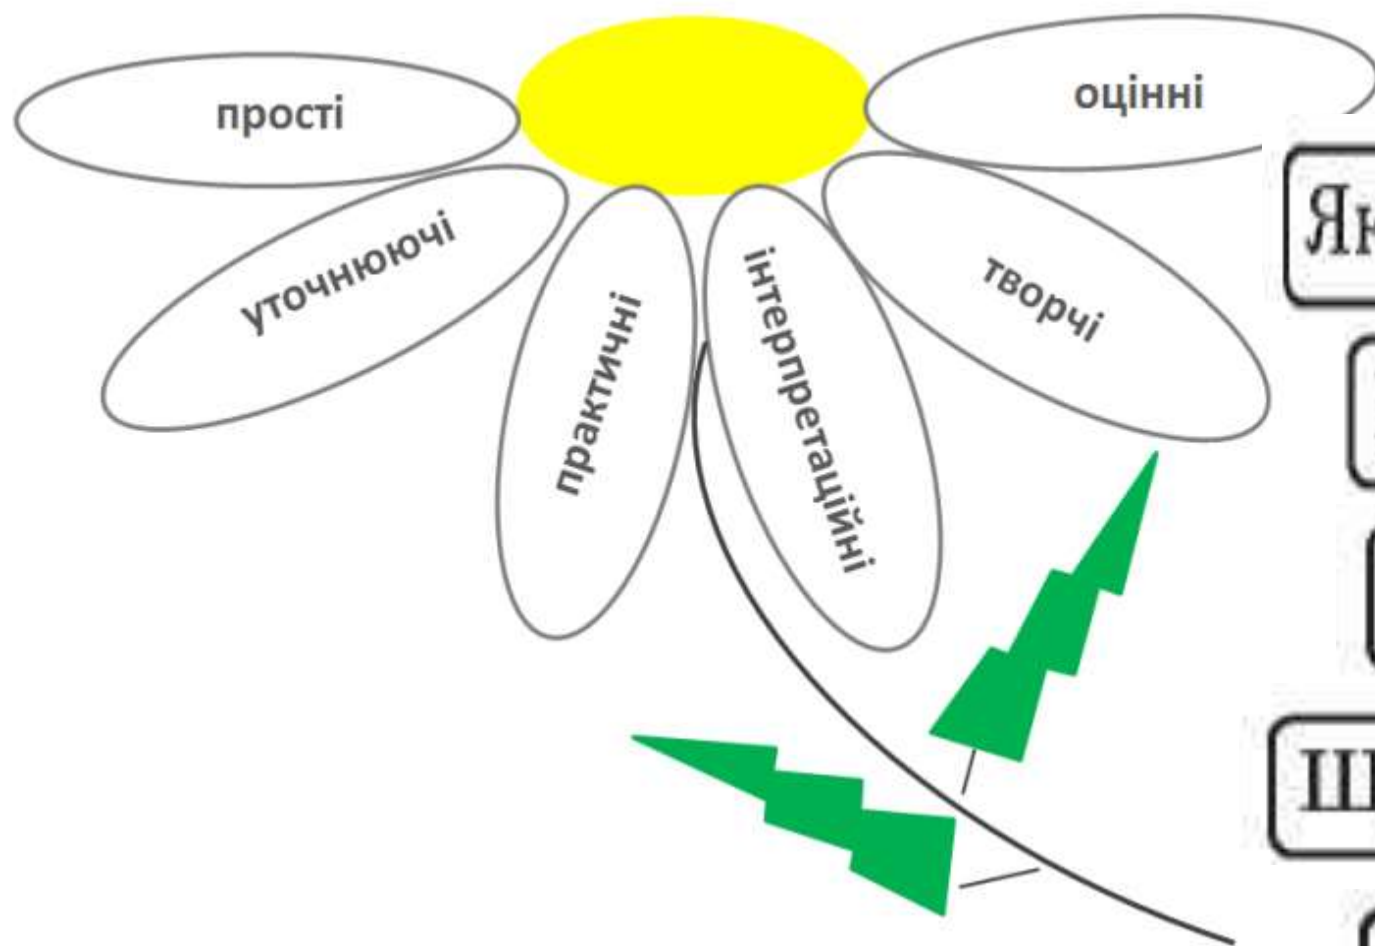 прості
уточнюючі
практичні
інтерпретаційні
творчі
оцінні